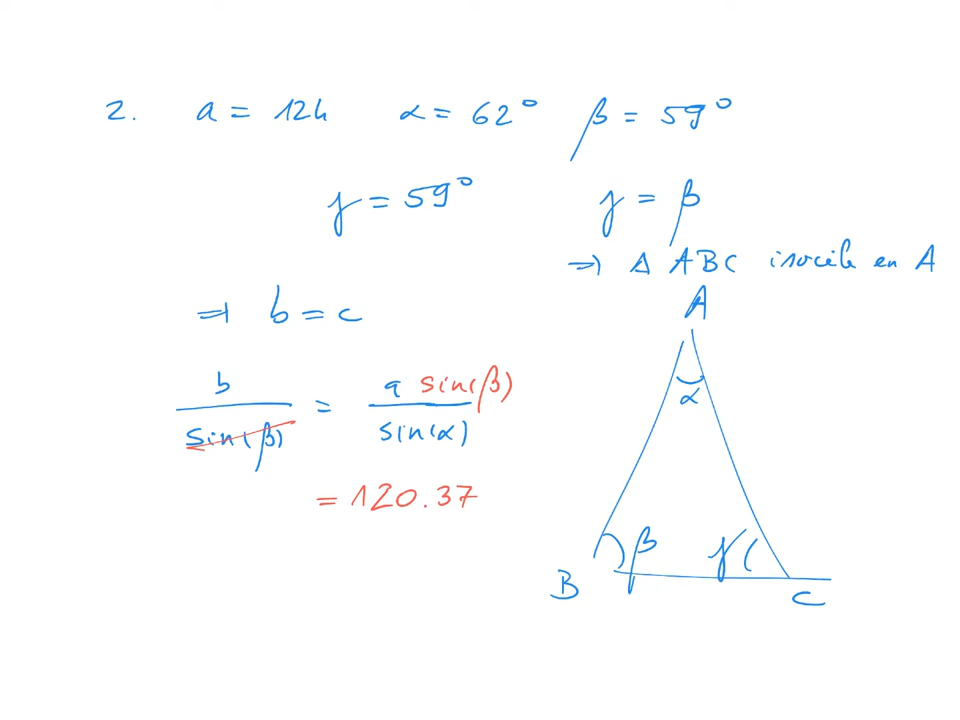 2. a = 124 α = 62° β = 59°
γ = 59° γ = β
⇒ Δ ABC isocèle en A
⇒ b = c
A
b / sin(β) = a sin(β) / sin(α)
α
= 120.37
β γ
B C